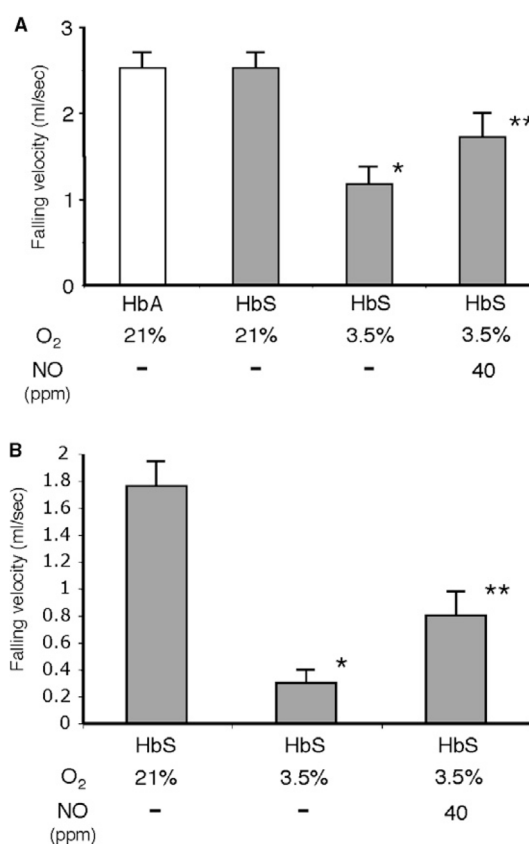 A
Falling velocity (ml/sec)
3
2
1
0
*
**
HbA HbS HbS HbS
O2 21% 21% 3.5% 3.5%
NO - - - 40
(ppm)
B
Falling velocity (ml/sec)
2
1.8
1.6
1.4
1.2
1
0.8
0.6
0.4
0.2
0
*
**
HbS HbS HbS
O2 21% 3.5% 3.5%
NO - - 40
(ppm)